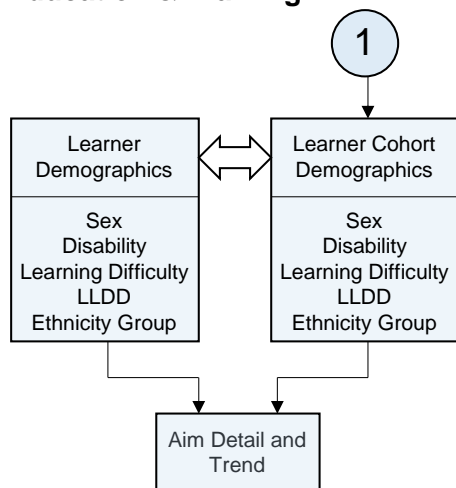 1
Learner
Demographics
Sex
Disability
Learning Difficulty
LLDD
Ethnicity Group
Learner Cohort
Demographics
Sex
Disability
Learning Difficulty
LLDD
Ethnicity Group
Aim Detail and
Trend